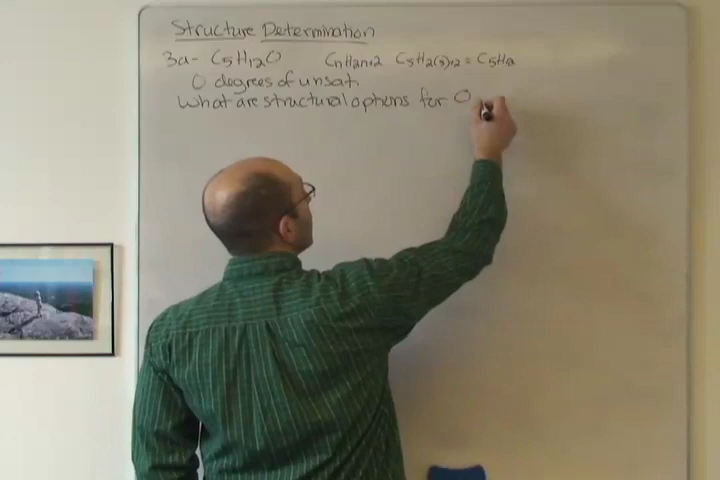 Structure Determination
3a- C5H12O CnH2n+2 C5H2(5)+2 = C5H12
0 degrees of unsat.
What are structural options for O